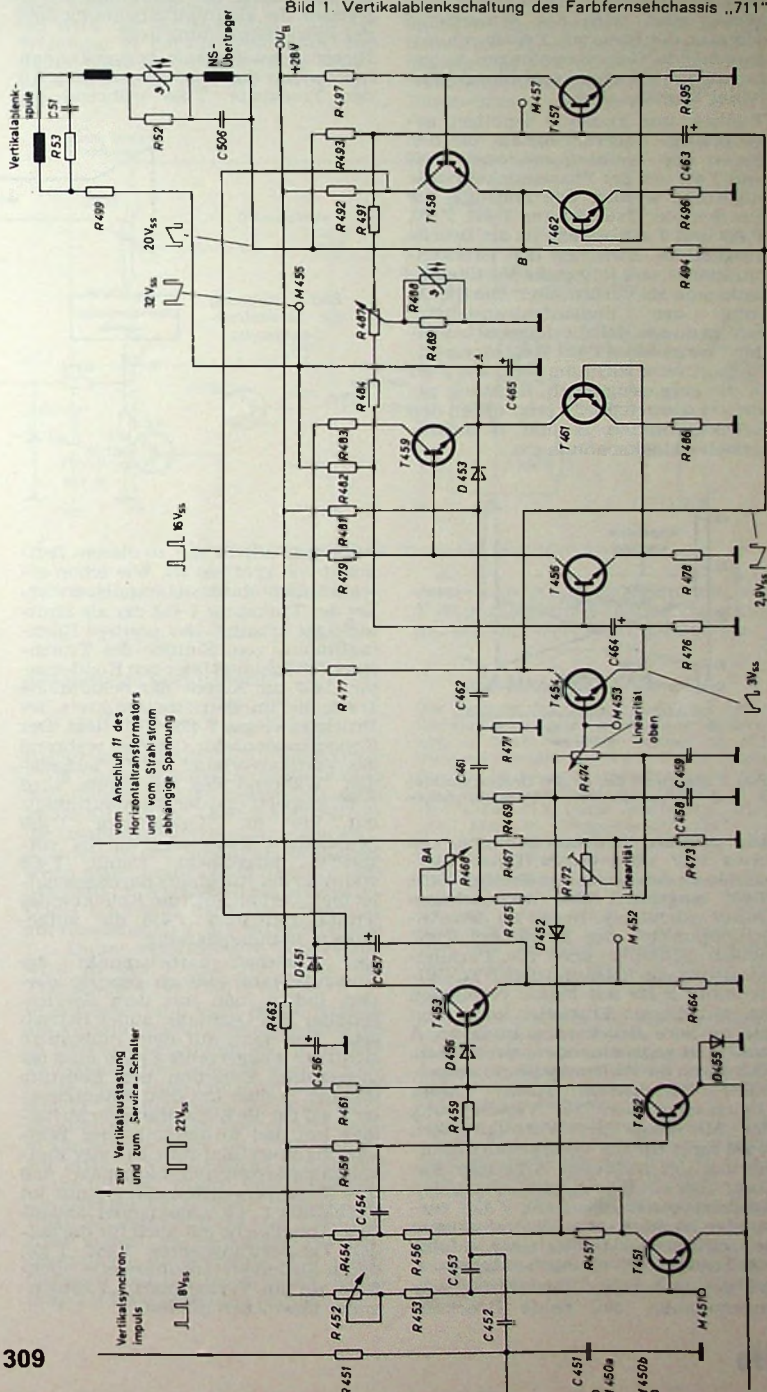 Bild 1. Vertikalablenkschaltung des Farbfernsehchassis „711"
Vertikalsynchron-
impuls
8Vss
zur Vertikalaustastung
und zum Service-Schalter
22Vss
vom Anschluß 11 des
Horizontaltransformators
und vom Strahlstrom
abhängige Spannung
16Vss
32Vss
20Vss
Vertikalablenk-
spule
NS-
Übertrager
UB
+28V
C51
R53
R52
C506
R499
M455
R451
R452
R453
R454
R456
C454
R458
R461
C456
R463
D451
C457
BA
R468
R477
R479
R481
R482
R483
R484
R487
R488
R489
R491
R492
R493
R497
M457
T457
R495
C463
T458
T462
R496
B
R494
A
C465
T459
D453
T461
R486
T456
R478
C464
R476
T454
M453
Linearität
oben
R474
C462
R471
C461
R469
C459
C458
R467
R465
R472
Linearität
R473
D452
M452
T453
D456
R464
R459
T452
D455
C453
R457
T451
M451
C452
C451
M450a
M450b
3Vss
2,9Vss
309